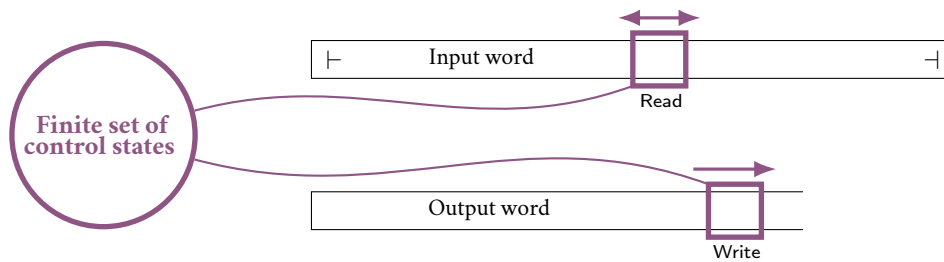 ⊢ Input word ⊣
Read
Finite set of
control states
Output word
Write